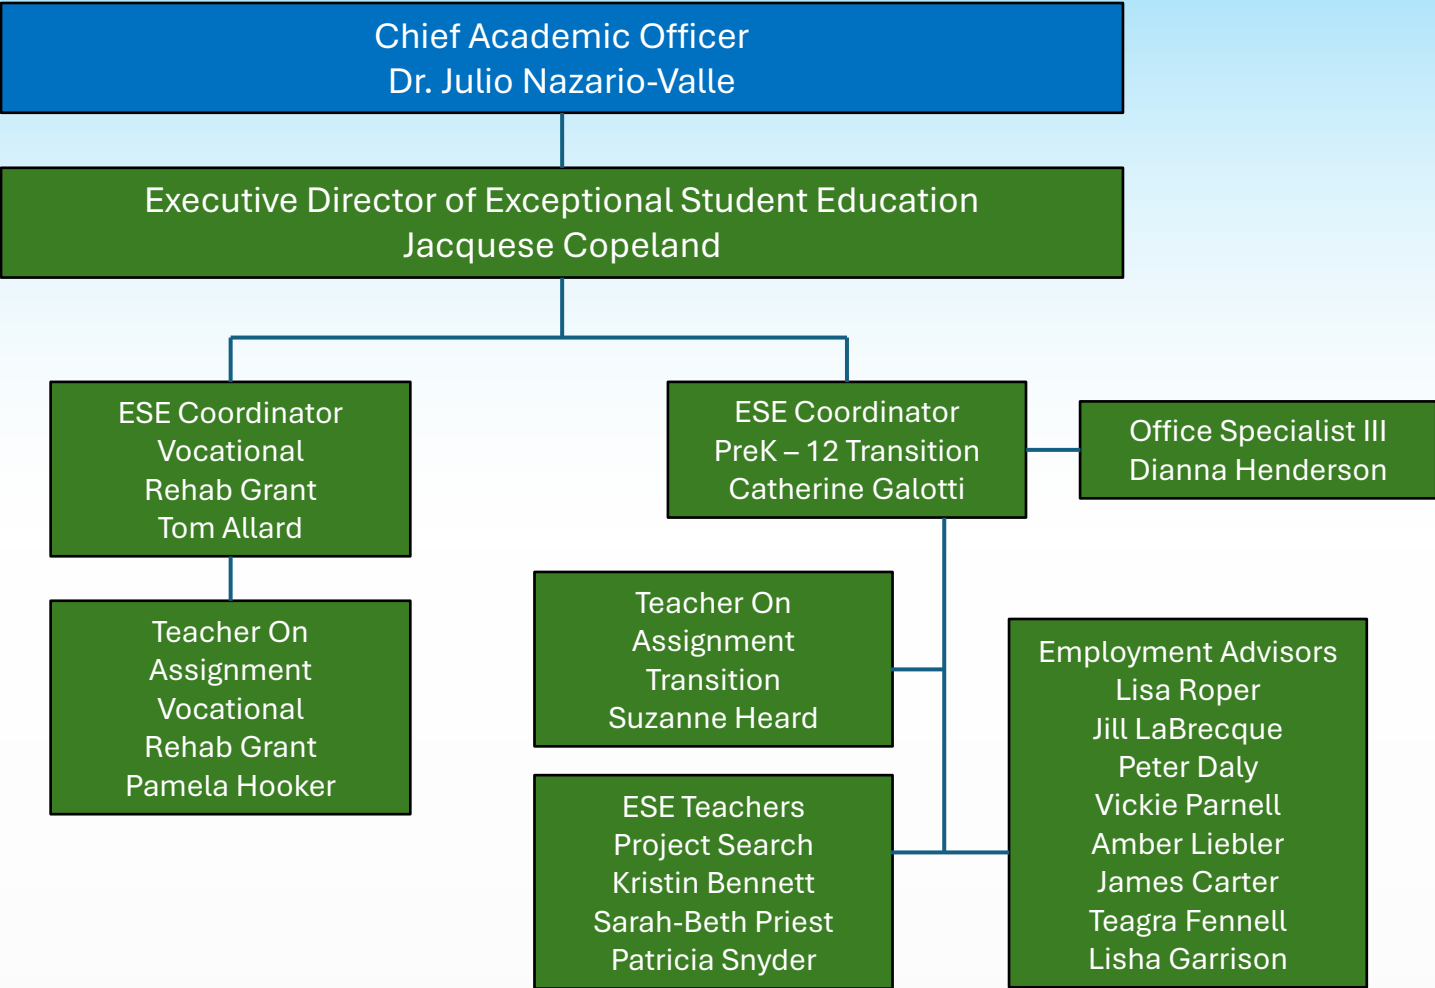 Chief Academic Officer
Dr. Julio Nazario-Valle
Executive Director of Exceptional Student Education
Jacquese Copeland
ESE Coordinator
Vocational
Rehab Grant
Tom Allard
ESE Coordinator
PreK – 12 Transition
Catherine Galotti
Office Specialist III
Dianna Henderson
Teacher On
Assignment
Vocational
Rehab Grant
Pamela Hooker
Teacher On
Assignment
Transition
Suzanne Heard
ESE Teachers
Project Search
Kristin Bennett
Sarah-Beth Priest
Patricia Snyder
Employment Advisors
Lisa Roper
Jill LaBrecque
Peter Daly
Vickie Parnell
Amber Liebler
James Carter
Teagra Fennell
Lisha Garrison